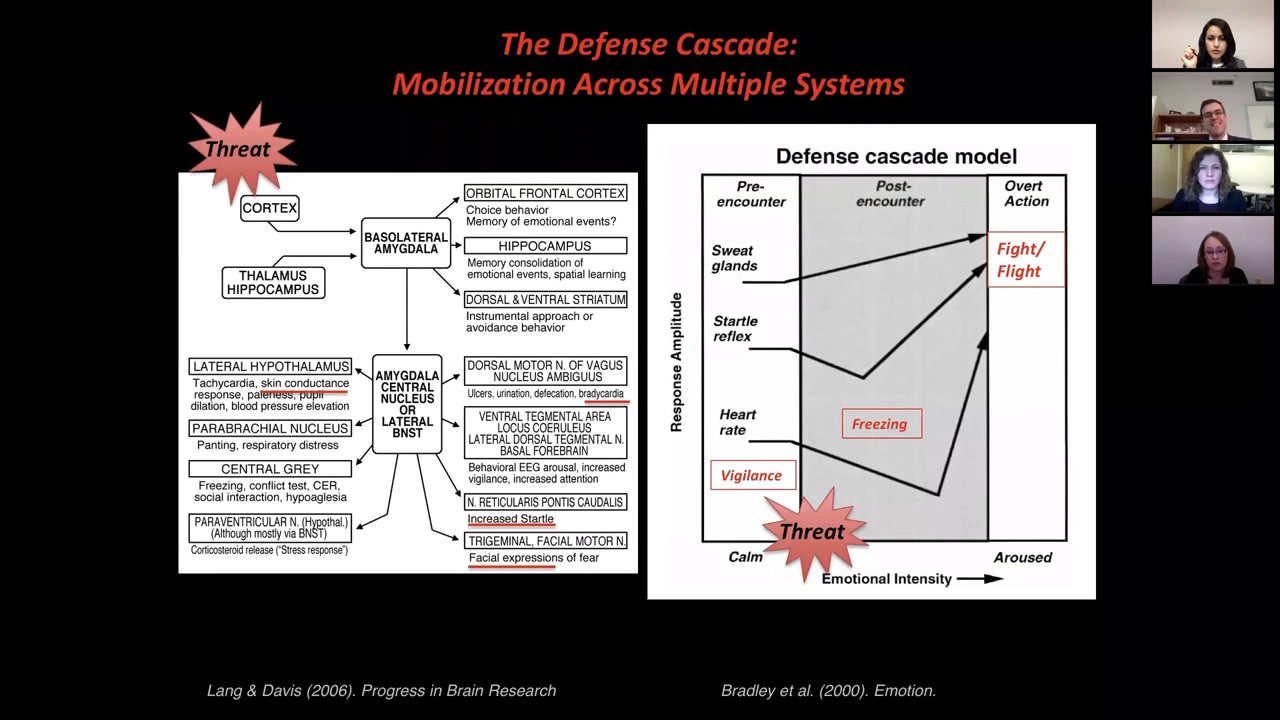 The Defense Cascade:
Mobilization Across Multiple Systems
Threat
CORTEX
THALAMUS
HIPPOCAMPUS
BASOLATERAL
AMYGDALA
ORBITAL FRONTAL CORTEX
Choice behavior
Memory of emotional events?
HIPPOCAMPUS
Memory consolidation of
emotional events, spatial learning
DORSAL & VENTRAL STRIATUM
Instrumental approach or
avoidance behavior
LATERAL HYPOTHALAMUS
Tachycardia, skin conductance
response, paleness, pupil
dilation, blood pressure elevation
PARABRACHIAL NUCLEUS
Panting, respiratory distress
CENTRAL GREY
Freezing, conflict test, CER,
social interaction, hypoaglesia
PARAVENTRICULAR N. (Hypothal.)
(Although mostly via BNST)
Corticosteroid release ("Stress response")
AMYGDALA
CENTRAL
NUCLEUS
OR
LATERAL
BNST
DORSAL MOTOR N. OF VAGUS
NUCLEUS AMBIGUUS
Ulcers, urination, defecation, bradycardia
VENTRAL TEGMENTAL AREA
LOCUS COERULEUS
LATERAL DORSAL TEGMENTAL N.
BASAL FOREBRAIN
Behavioral EEG arousal, increased
vigilance, increased attention
N. RETICULARIS PONTIS CAUDALIS
Increased Startle
TRIGEMINAL, FACIAL MOTOR N.
Facial expressions of fear
Defense cascade model
Pre-
encounter
Post-
encounter
Overt
Action
Sweat
glands
Fight/
Flight
Startle
reflex
Response Amplitude
Heart
rate
Freezing
Vigilance
Threat
Calm
Aroused
Emotional Intensity
Lang & Davis (2006). Progress in Brain Research
Bradley et al. (2000). Emotion.